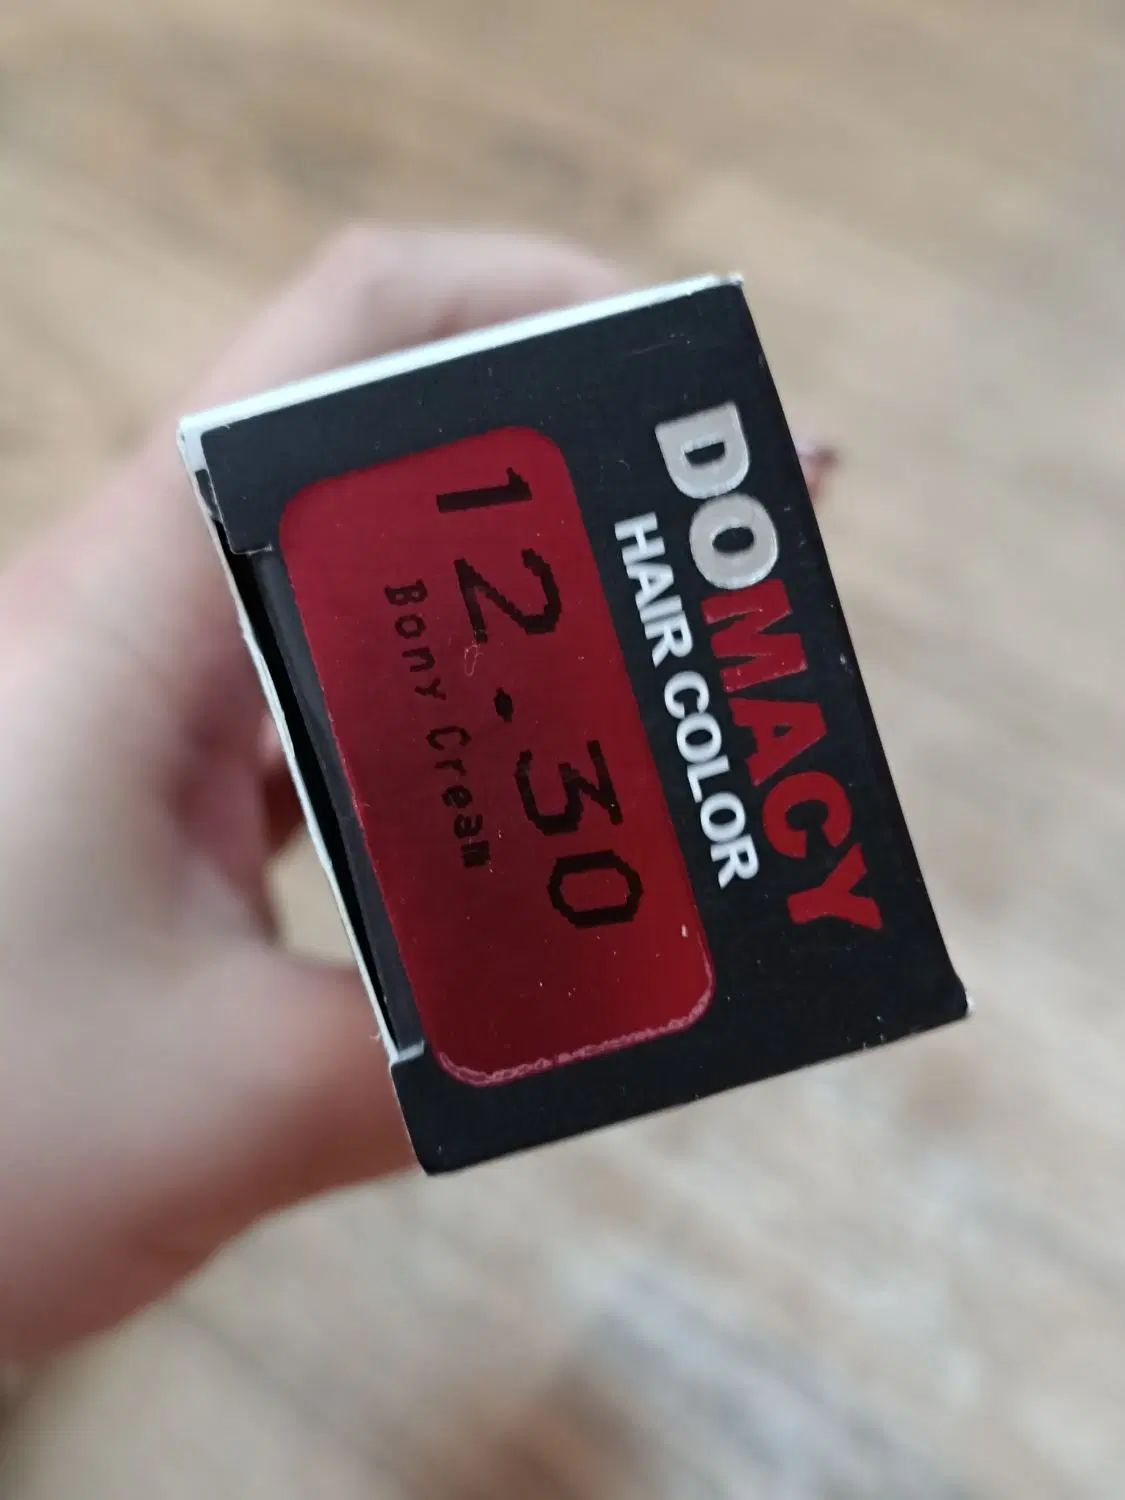 DOMACY
HAIR COLOR
12.30
Bony Cream